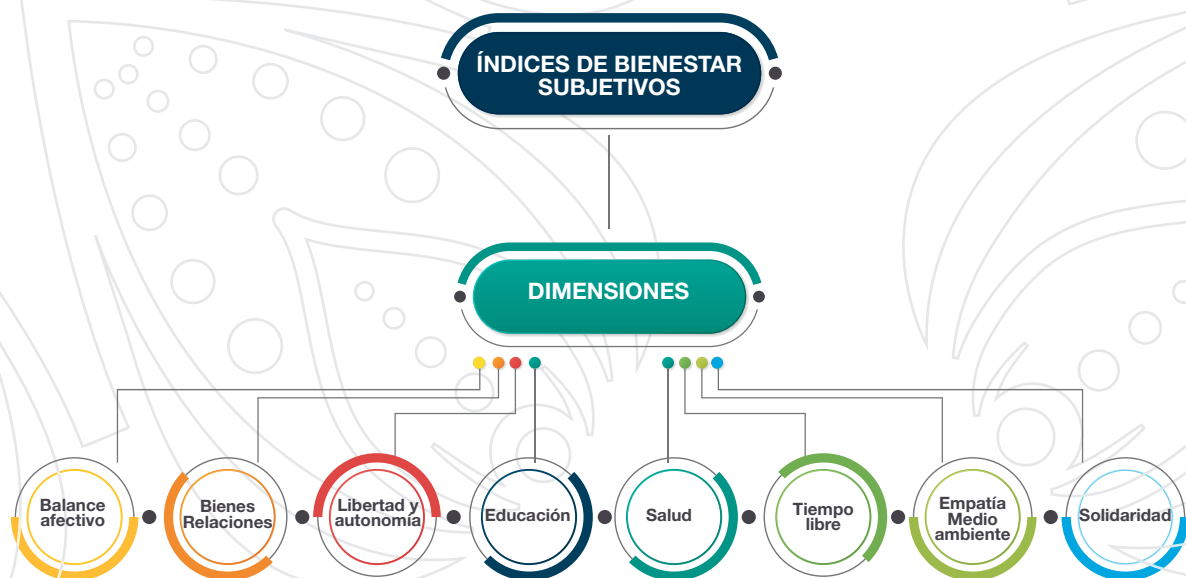 ÍNDICES DE BIENESTAR
SUBJETIVOS
DIMENSIONES
Balance
afectivo
Bienes
Relaciones
Libertad y
autonomía
Educación
Salud
Tiempo
libre
Empatía
Medio
ambiente
Solidaridad